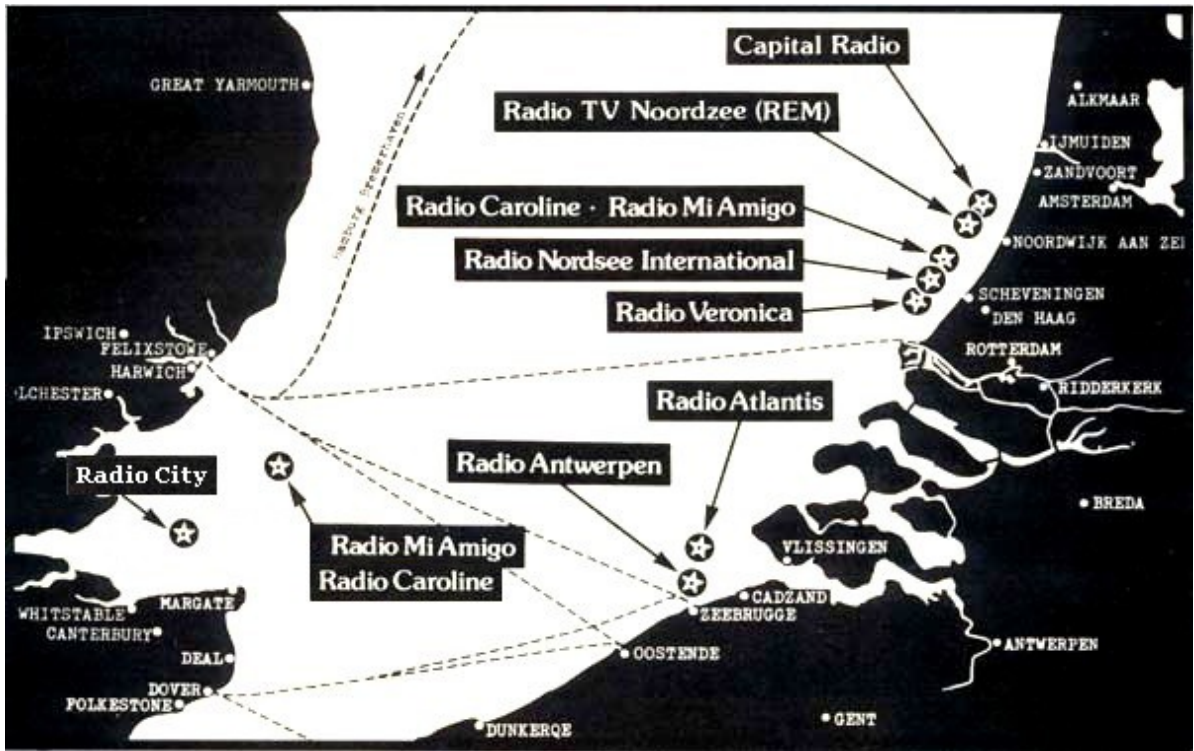 Capital Radio
GREAT YARMOUTH
ALKMAAR
Radio TV Noordzee (REM)
IJMUIDEN
Hamburg Bremerhaven
ZANDVOORT
AMSTERDAM
Radio Caroline · Radio Mi Amigo
NOORDWIJK AAN ZE
Radio Nordsee International
SCHEVENINGEN
Radio Veronica
DEN HAAG
IPSWICH
FELIXSTOWE
HARWICH
ROTTERDAM
LCHESTER
RIDDERKERK
Radio Atlantis
Radio Antwerpen
Radio City
BREDA
Radio Mi Amigo
Radio Caroline
VLISSINGEN
MARGATE
CADZAND
WHITSTABLE
ZEEBRUGGE
CANTERBURY
ANTWERPEN
DEAL
OOSTENDE
DOVER
FOLKESTONE
GENT
DUNKERQE